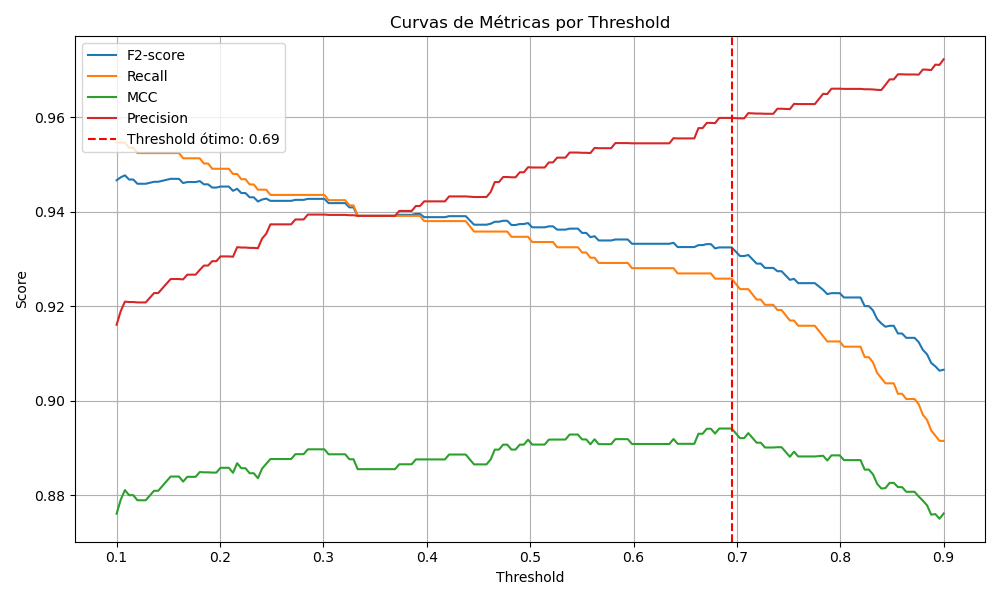 Curvas de Métricas por Threshold
F2-score
Recall
MCC
Precision
Threshold ótimo: 0.69
Score
0.96
0.94
0.92
0.90
0.88
0.1 0.2 0.3 0.4 0.5 0.6 0.7 0.8 0.9
Threshold